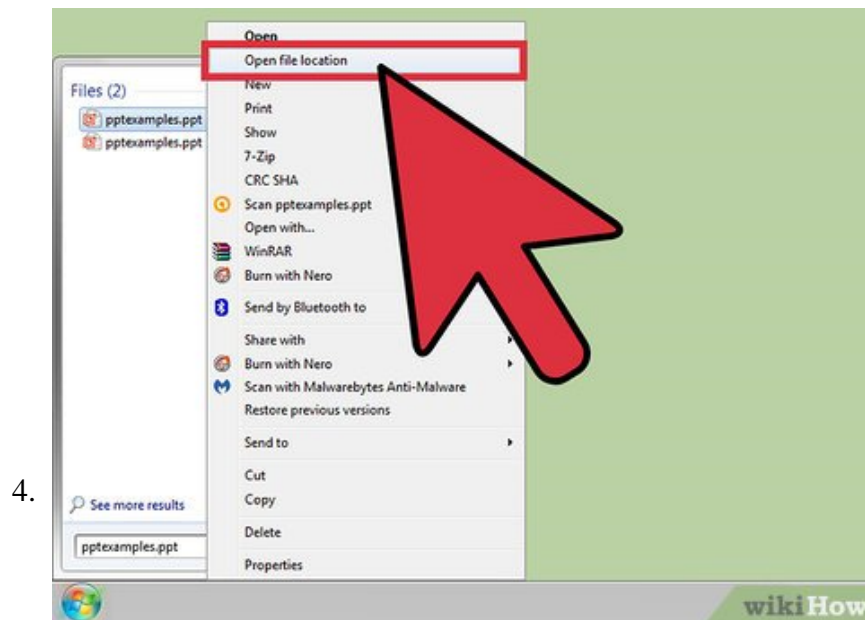 Open
Open file location
Files (2)
New
pptexamples.ppt
Print
Show
pptexamples.ppt
7-Zip
CRC SHA
Scan pptexamples.ppt
Open with...
WinRAR
Burn with Nero
Send by Bluetooth to
Share with
Burn with Nero
Scan with Malwarebytes Anti-Malware
Restore previous versions
Send to
Cut
4.
See more results
Copy
Delete
pptexamples.ppt
Properties
wikiHow